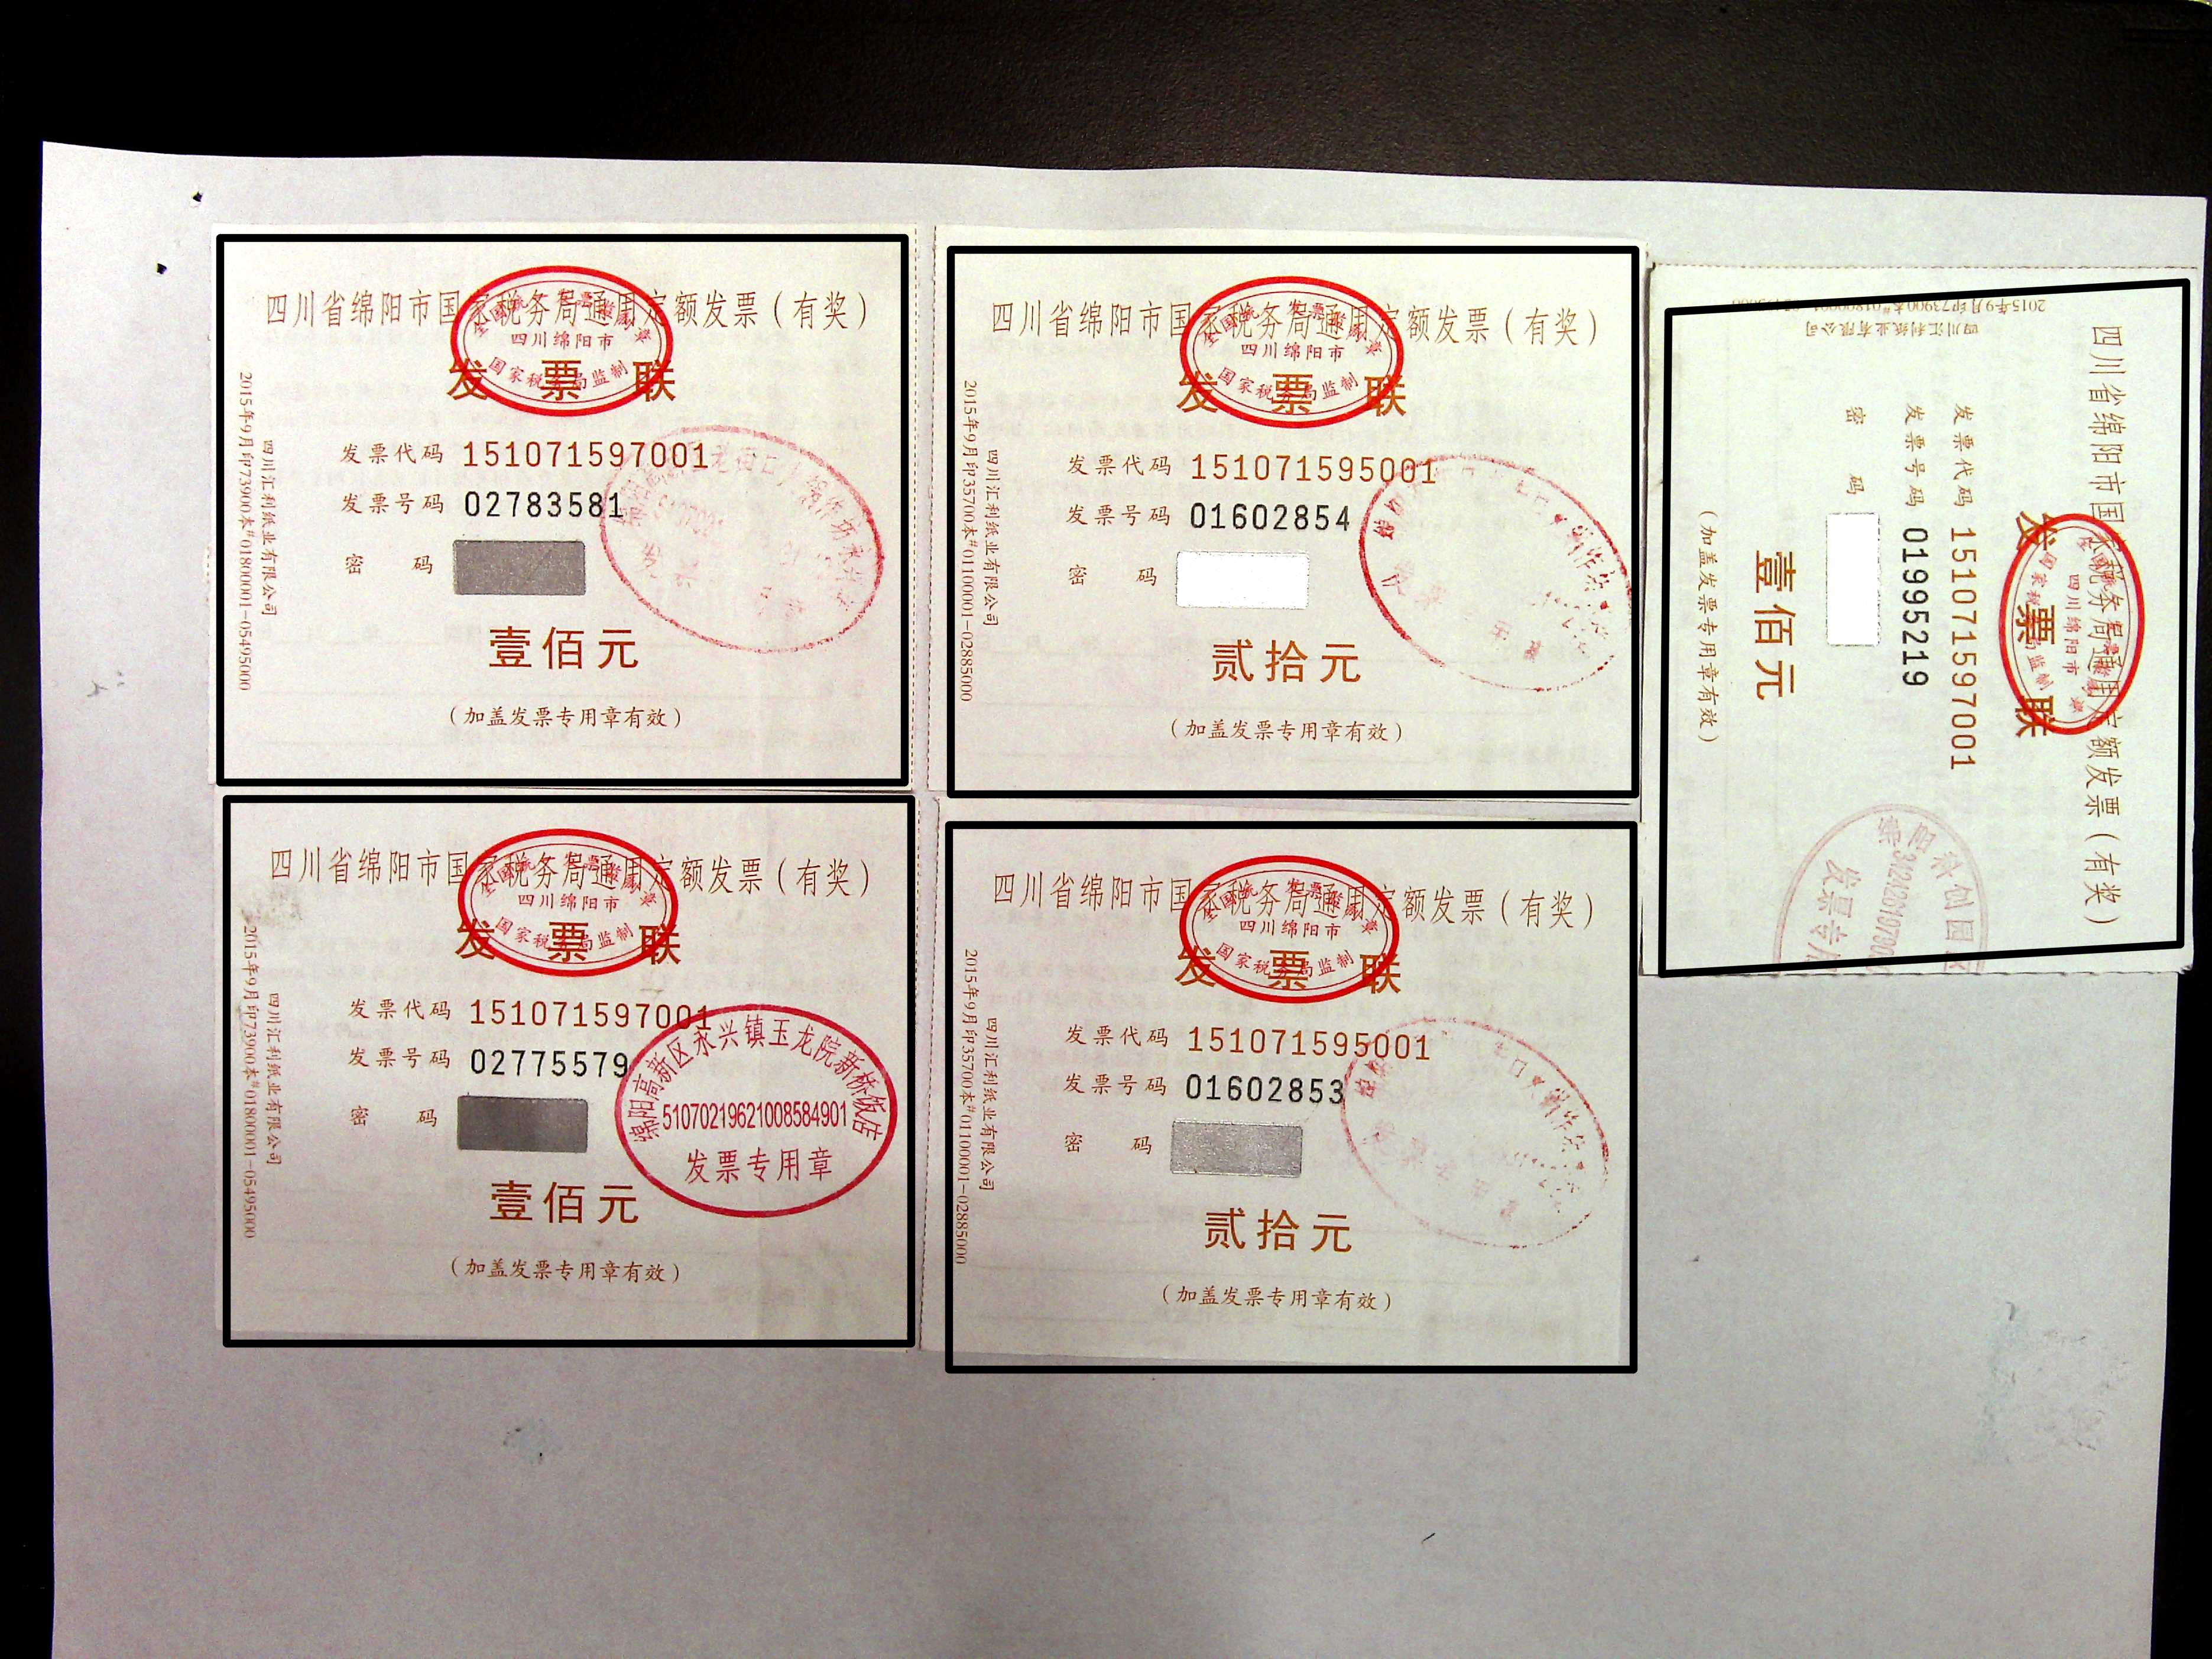 四川省绵阳市国家税务局通用定额发票(有奖)
全国统一发票监制章
四川绵阳市
国家税务局监制
发票联
发票代码 151071597001
发票号码 02783581
密 码
壹佰元
(加盖发票专用章有效)
四川汇利纸业有限公司
2015年9月印73900本#01800001-05495000
四川省绵阳市国家税务局通用定额发票(有奖)
全国统一发票监制章
四川绵阳市
国家税务局监制
发票联
发票代码 151071595001
发票号码 01602854
密 码
贰拾元
(加盖发票专用章有效)
四川汇利纸业有限公司
2015年9月印35700本#01100001-02885000
四川省绵阳市国家税务局通用定额发票(有奖)
全国统一发票监制章
四川绵阳市
国家税务局监制
发票联
发票代码 151071597001
发票号码 01995219
密 码
壹佰元
(加盖发票专用章有效)
四川汇利纸业有限公司
四川省绵阳市国家税务局通用定额发票(有奖)
全国统一发票监制章
四川绵阳市
国家税务局监制
发票联
发票代码 151071597001
发票号码 02775579
密 码
绵阳高新区永兴镇玉龙院新桥饭店
51070219621008584901
发票专用章
壹佰元
(加盖发票专用章有效)
四川汇利纸业有限公司
2015年9月印73900本#01800001-05495000
四川省绵阳市国家税务局通用定额发票(有奖)
全国统一发票监制章
四川绵阳市
国家税务局监制
发票联
发票代码 151071595001
发票号码 01602853
密 码
贰拾元
(加盖发票专用章有效)
四川汇利纸业有限公司
2015年9月印35700本#01100001-02885000